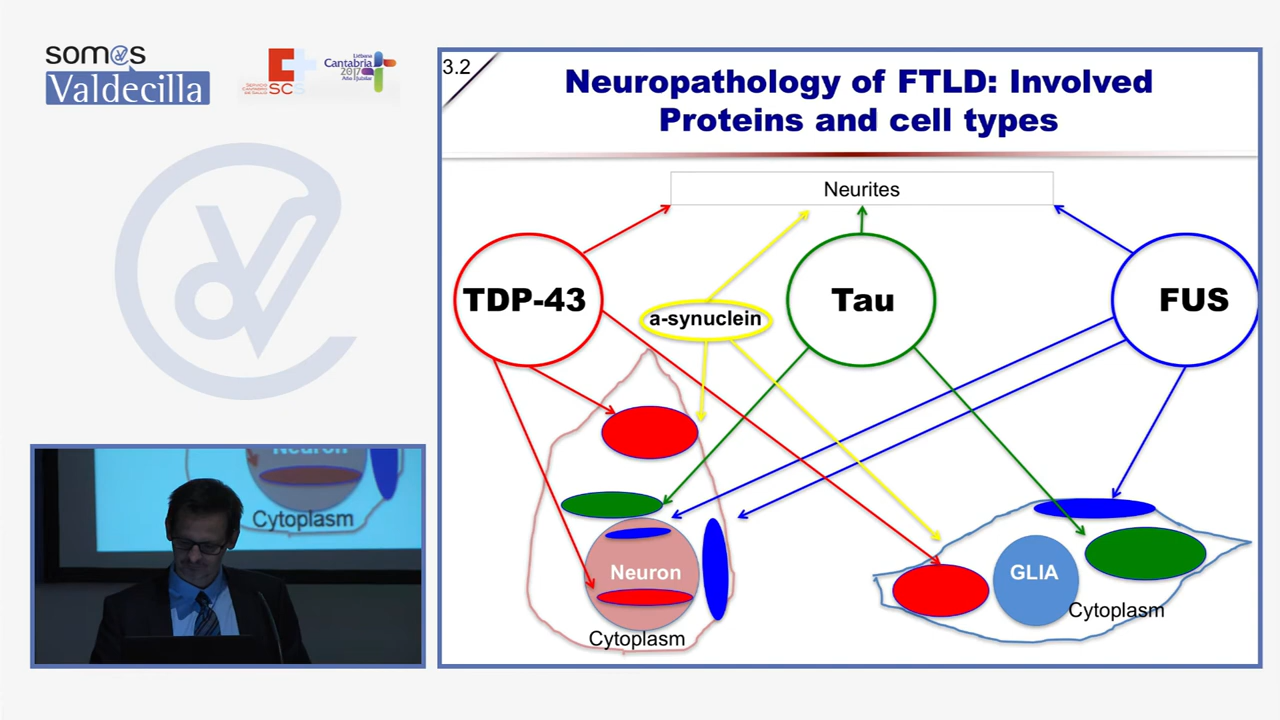 somos
Valdecilla
SCS
Cantabria
2017
3.2
Neuropathology of FTLD: Involved
Proteins and cell types
Neurites
TDP-43
a-synuclein
Tau
FUS
Neuron
Cytoplasm
GLIA
Cytoplasm
Neuron
Cytoplasm